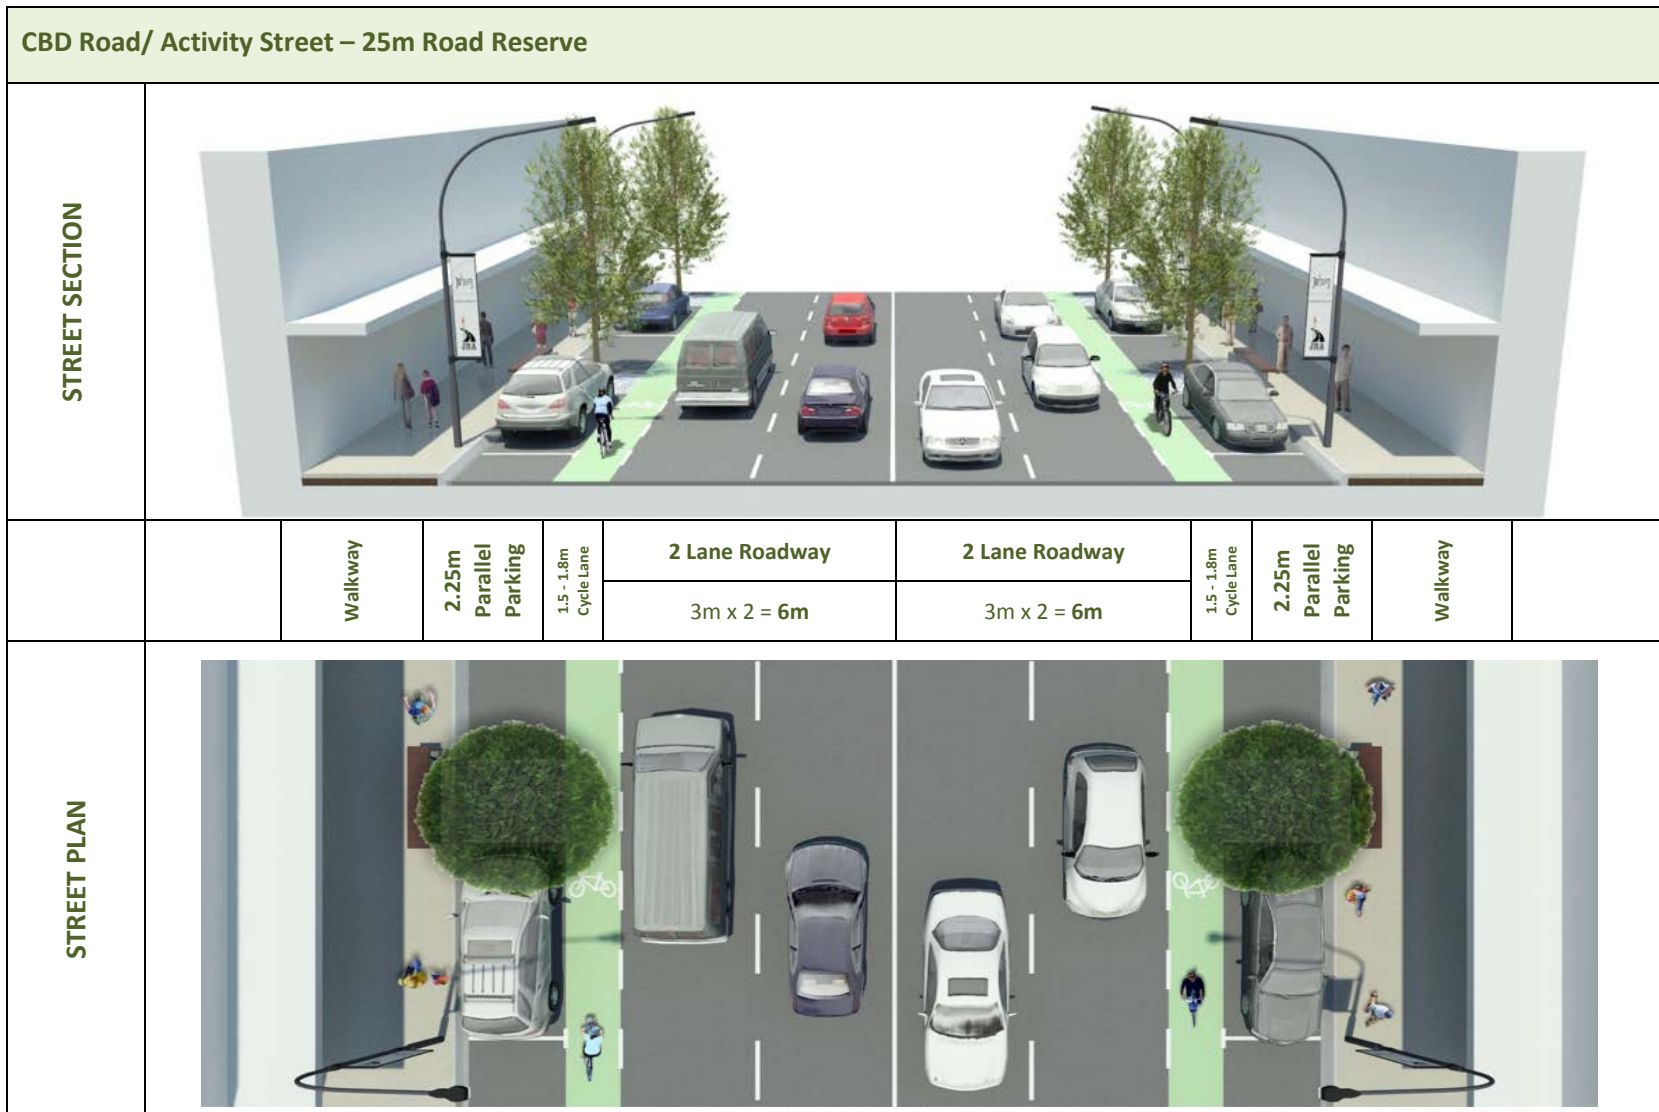 CBD Road/ Activity Street – 25m Road Reserve
STREET SECTION
JRA
JRA
Walkway
2.25m
Parallel
Parking
1.5 - 1.8m
Cycle Lane
2 Lane Roadway
3m x 2 = 6m
2 Lane Roadway
3m x 2 = 6m
1.5 - 1.8m
Cycle Lane
2.25m
Parallel
Parking
Walkway
STREET PLAN